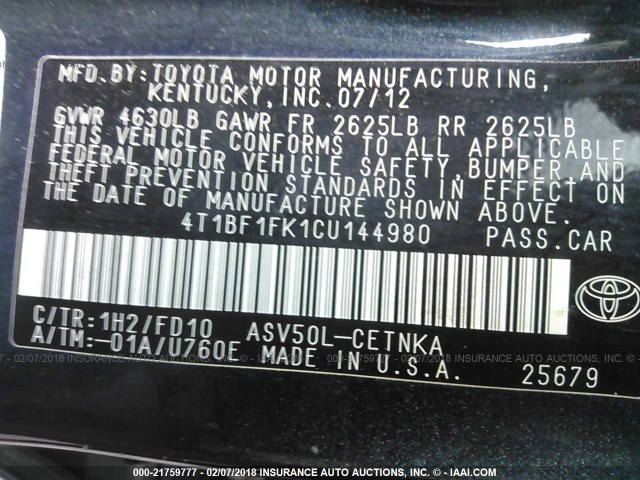 MFD. BY: TOYOTA MOTOR MANUFACTURING,
KENTUCKY, INC. 07/12
GVWR 4630LB GAWR FR 2625LB RR 2625LB
THIS VEHICLE CONFORMS TO ALL APPLICABLE
FEDERAL MOTOR VEHICLE SAFETY, BUMPER, AND
THEFT PREVENTION STANDARDS IN EFFECT ON
THE DATE OF MANUFACTURE SHOWN ABOVE.
4T1BF1FK1CU144980 PASS. CAR
C/TR: 1H2/FD10 ASV50L-CETNKA
A/TM: -01A/U760E MADE IN U.S.A.
25679
000-21759777 - 02/07/2018 - INSURANCE AUTO AUCTIONS - © - IAAI.COM